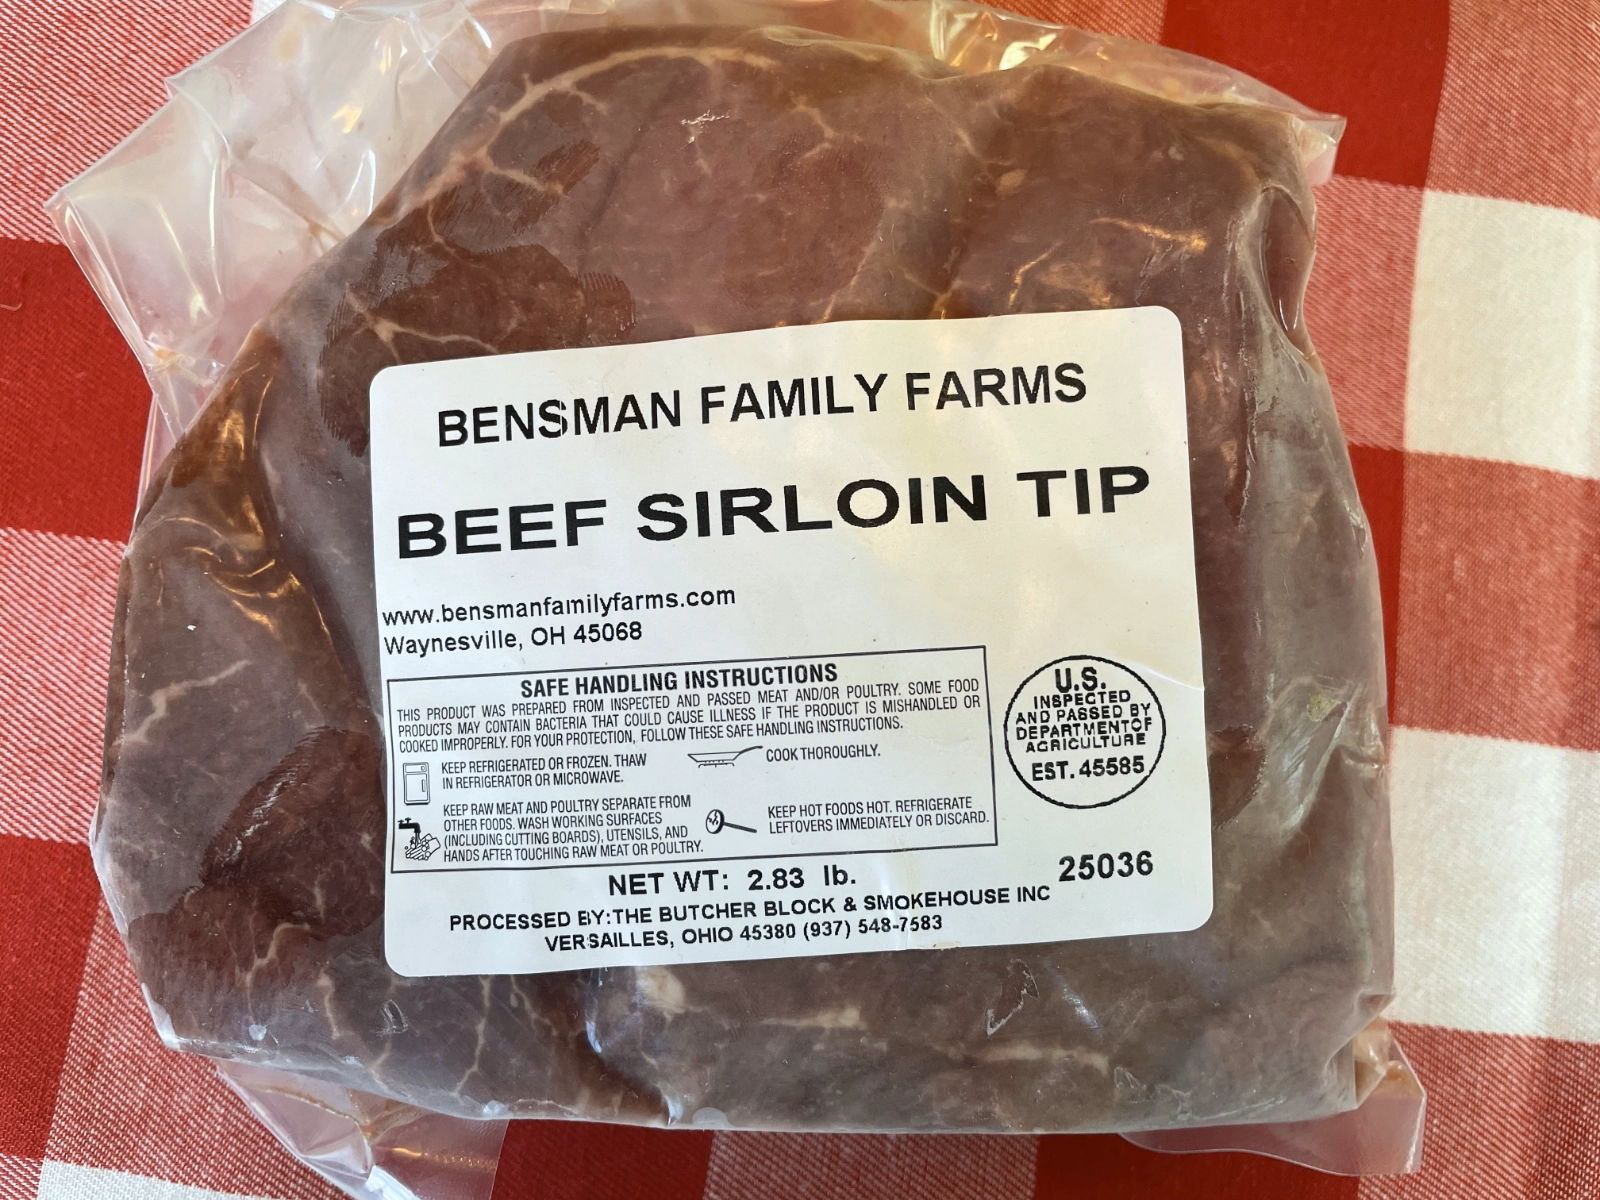 BENSMAN FAMILY FARMS
BEEF SIRLOIN TIP
www.bensmanfamilyfarms.com
Waynesville, OH 45068
SAFE HANDLING INSTRUCTIONS
THIS PRODUCT WAS PREPARED FROM INSPECTED AND PASSED MEAT AND/OR POULTRY. SOME FOOD
PRODUCTS MAY CONTAIN BACTERIA THAT COULD CAUSE ILLNESS IF THE PRODUCT IS MISHANDLED OR
COOKED IMPROPERLY. FOR YOUR PROTECTION, FOLLOW THESE SAFE HANDLING INSTRUCTIONS.
KEEP REFRIGERATED OR FROZEN. THAW
IN REFRIGERATOR OR MICROWAVE.
COOK THOROUGHLY.
KEEP RAW MEAT AND POULTRY SEPARATE FROM
OTHER FOODS. WASH WORKING SURFACES
(INCLUDING CUTTING BOARDS), UTENSILS, AND
HANDS AFTER TOUCHING RAW MEAT OR POULTRY.
KEEP HOT FOODS HOT. REFRIGERATE
LEFTOVERS IMMEDIATELY OR DISCARD.
U.S.
INSPECTED
AND PASSED BY
DEPARTMENT OF
AGRICULTURE
EST. 45585
NET WT: 2.83 lb.
25036
PROCESSED BY:THE BUTCHER BLOCK & SMOKEHOUSE INC
VERSAILLES, OHIO 45380 (937) 548-7583